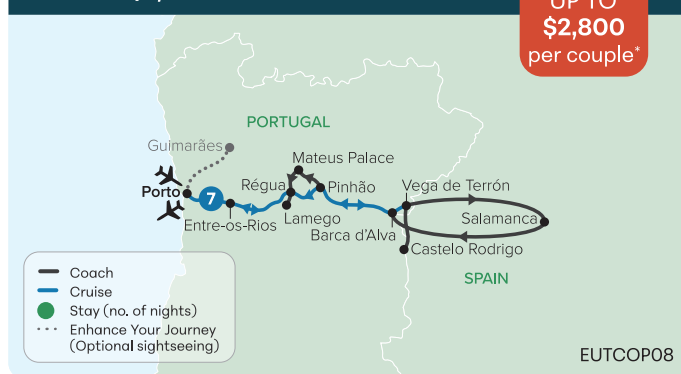 UP TO
$2,800
per couple*
PORTUGAL
Guimarães
Mateus Palace
Porto
7
Régua
Pinhão
Vega de Terrón
Entre-os-Rios
Lamego
Barca d’Alva
Salamanca
Castelo Rodrigo
SPAIN
Coach
Cruise
Stay (no. of nights)
Enhance Your Journey
(Optional sightseeing)
EUTCOP08